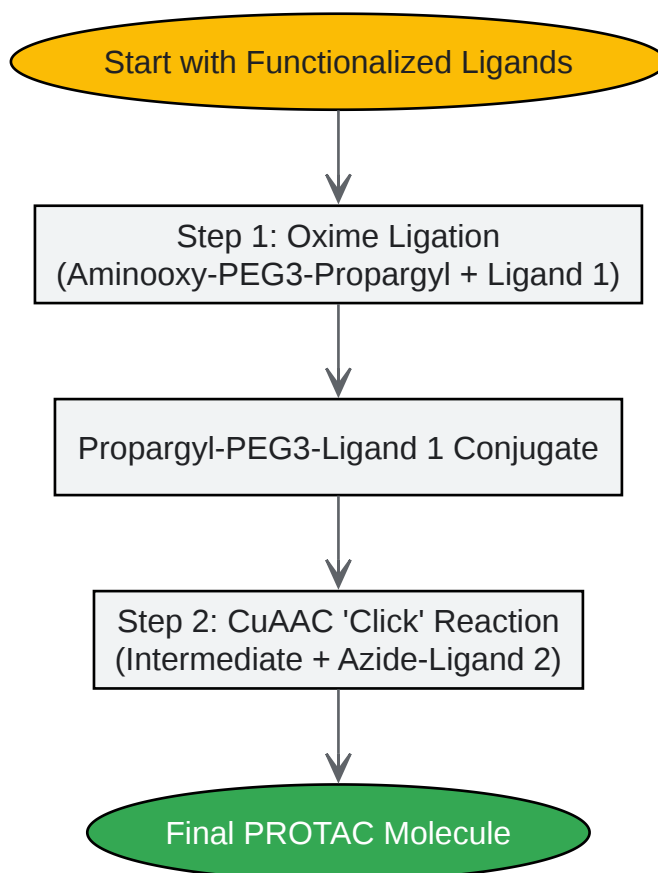 Start with Functionalized Ligands
Step 1: Oxime Ligation
(Aminooxy-PEG3-Propargyl + Ligand 1)
Propargyl-PEG3-Ligand 1 Conjugate
Step 2: CuAAC 'Click' Reaction
(Intermediate + Azide-Ligand 2)
Final PROTAC Molecule